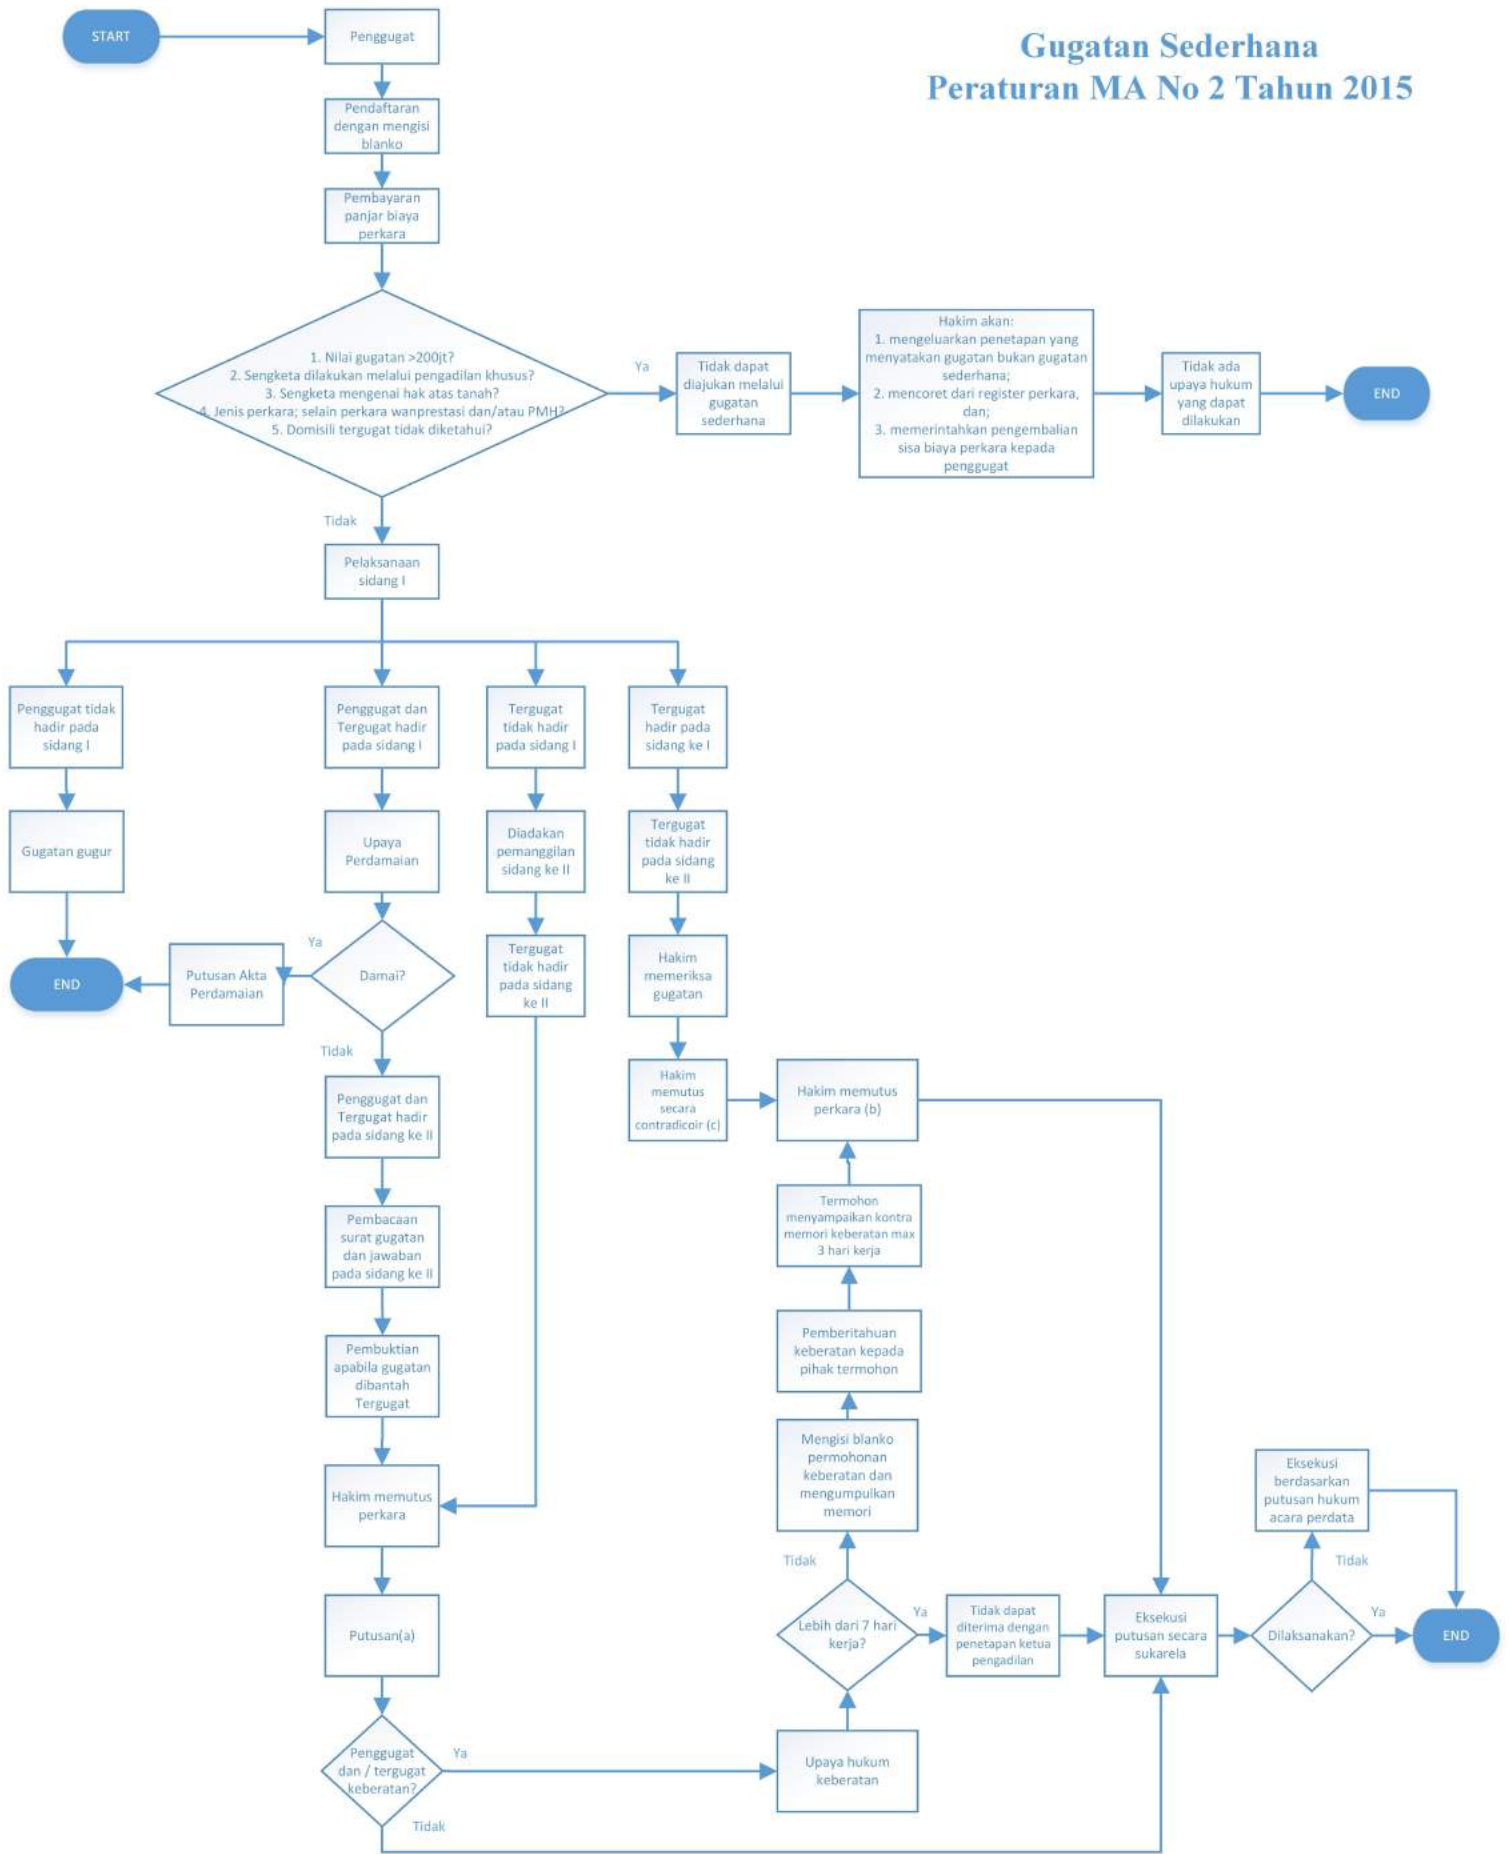 START
Penggugat
Gugatan Sederhana
Peraturan MA No 2 Tahun 2015
Pendaftaran
dengan mengisi
blanko
Pembayaran
panjar biaya
perkara
1. Nilai gugatan >200jt?
2. Sengketa dilakukan melalui pengadilan khusus?
3. Sengketa mengenai hak atas tanah?
4. Jenis perkara; selain perkara wanprestasi dan/atau PMH?
5. Domisili tergugat tidak diketahui?
Ya
Tidak dapat
diajukan melalui
gugatan
sederhana
Hakim akan:
1. mengeluarkan penetapan yang
menyatakan gugatan bukan gugatan
sederhana;
2. mencoret dari register perkara,
dan;
3. memerintahkan pengembalian
sisa biaya perkara kepada
penggugat
Tidak ada
upaya hukum
yang dapat
dilakukan
END
Tidak
Pelaksanaan
sidang I
Penggugat tidak
hadir pada
sidang I
Penggugat dan
Tergugat hadir
pada sidang I
Tergugat
tidak hadir
pada sidang I
Tergugat
hadir pada
sidang ke I
Gugatan gugur
Upaya
Perdamaian
Diadakan
pemanggilan
sidang ke II
Tergugat
tidak hadir
pada sidang
ke II
END
Putusan Akta
Perdamaian
Ya
Damai?
Tergugat
tidak hadir
pada sidang
ke II
Hakim
memeriksa
gugatan
Tidak
Penggugat dan
Tergugat hadir
pada sidang ke II
Hakim
memutus
secara
contradicoir (c)
Hakim memutus
perkara (b)
Pembacaan
surat gugatan
dan jawaban
pada sidang ke II
Termohon
menyampaikan kontra
memori keberatan max
3 hari kerja
Pembuktian
apabila gugatan
dibantah
Tergugat
Pemberitahuan
keberatan kepada
pihak termohon
Hakim memutus
perkara
Mengisi blanko
permohonan
keberatan dan
mengumpulkan
memori
Eksekusi
berdasarkan
putusan hukum
acara perdata
Tidak
Tidak
Putusan(a)
Lebih dari 7 hari
kerja?
Ya
Tidak dapat
diterima dengan
penetapan ketua
pengadilan
Eksekusi
putusan secara
sukarela
Dilaksanakan?
Ya
END
Penggugat
dan / tergugat
keberatan?
Ya
Upaya hukum
keberatan
Tidak